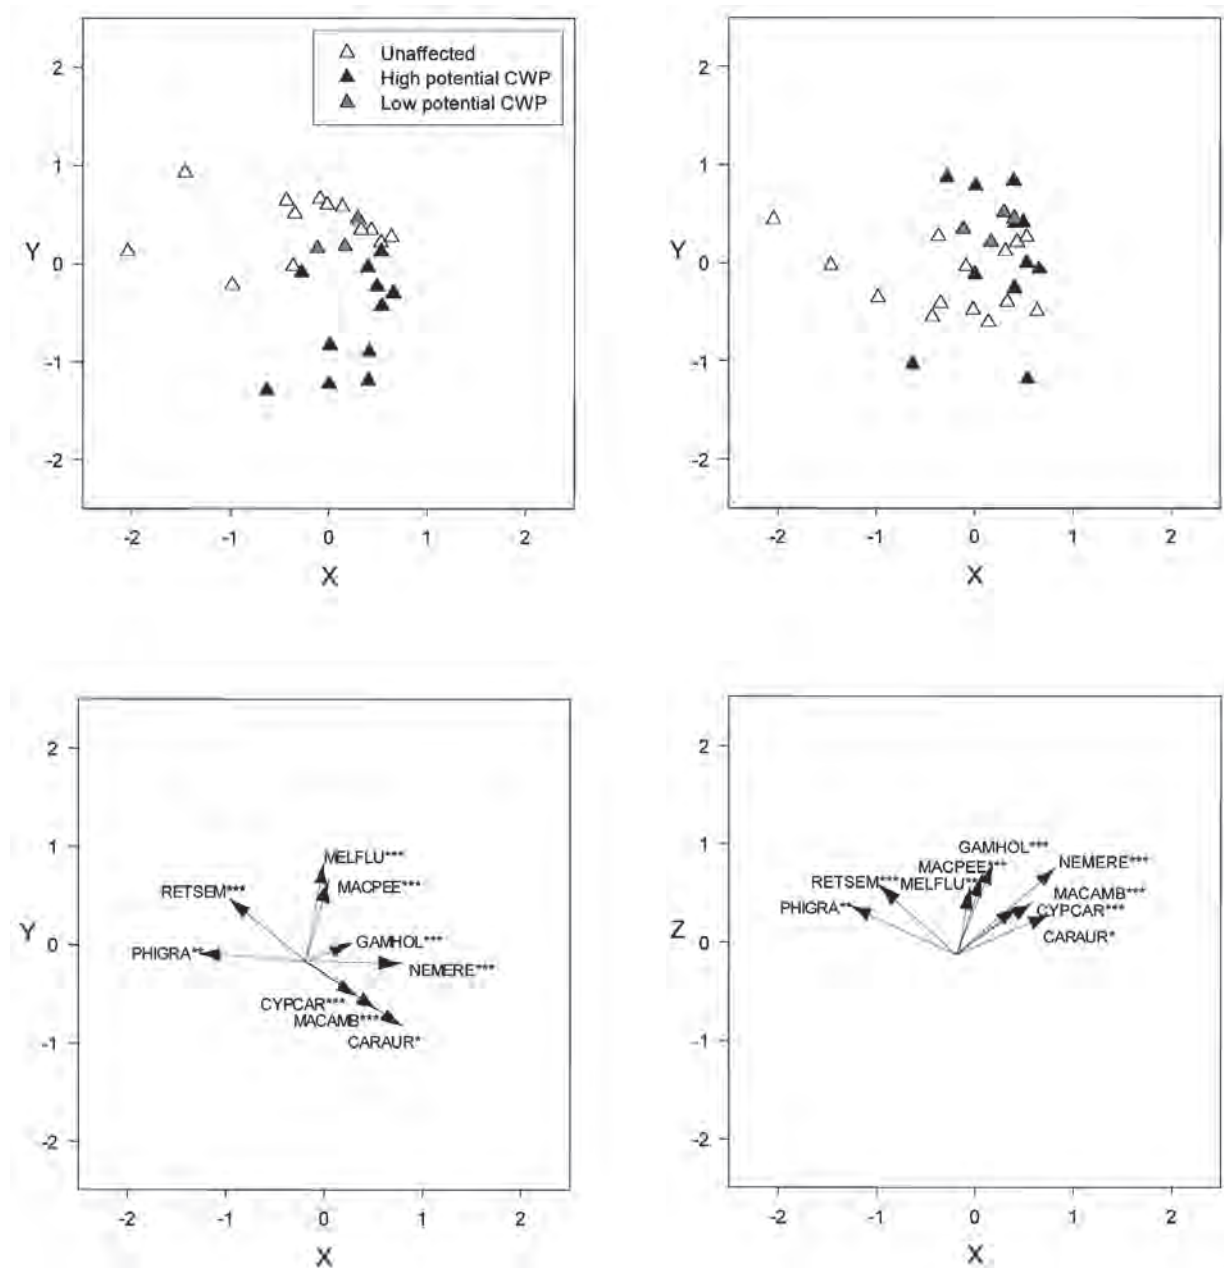 Unaffected
High potential CWP
Low potential CWP
2
1
Y
0
-1
-2
-2
-1
0
1
2
X
2
1
Y
0
-1
-2
-2
-1
0
1
2
X
2
1
Y
0
-1
-2
MELFLU***
MACPEE***
RETSEM***
GAMHOL***
PHIGRA**
NEMERE***
CYPCAR***
MACAMB***
CARAUR*
-2
-1
0
1
2
X
2
1
Z
0
-1
-2
GAMHOL***
MACPEE***
NEMERE***
RETSEM***
MELFLU***
MACAMB***
PHIGRA**
CYPCAR***
CARAUR*
-2
-1
0
1
2
X